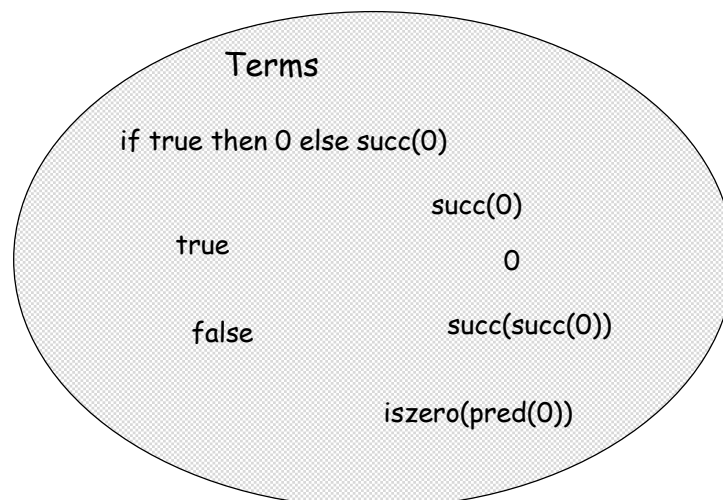 Terms
if true then 0 else succ(0)
succ(0)
true
0
false
succ(succ(0))
iszero(pred(0))